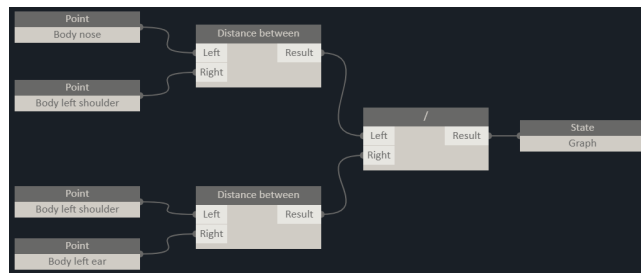 Point
Body nose
Point
Body left shoulder
Distance between
Left Result
Right
Point
Body left shoulder
Point
Body left ear
Distance between
Left Result
Right
/
Left Result
Right
State
Graph